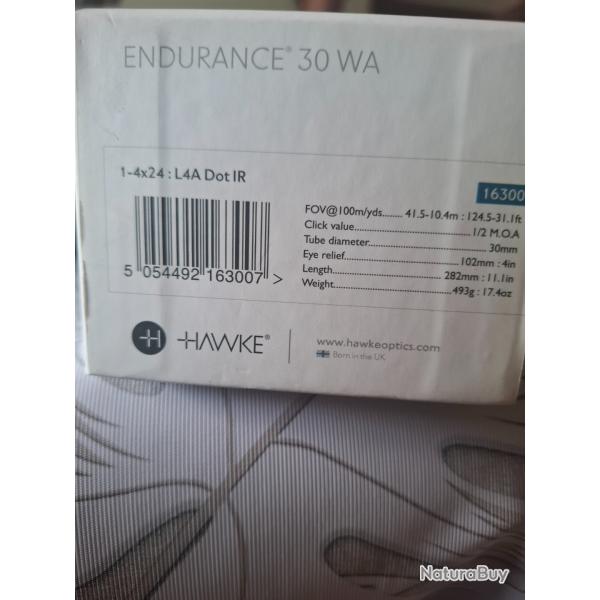 ENDURANCE® 30 WA
1-4x24 : L4A Dot IR
16300
FOV@100m/yds........ 41.5-10.4m : 124.5-31.1ft
Click value........................................1/2 M.O.A
Tube diameter........................................30mm
Eye relief........................................102mm : 4in
Length........................................282mm : 11.1in
Weight........................................493g : 17.4oz
5 054492 163007 >
H HAWKE®
www.hawkeoptics.com
Born in the UK
NaturaBuy